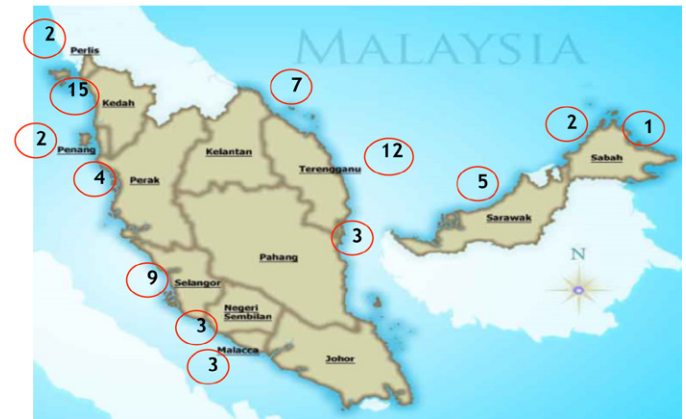 MALAYSIA
2
Perlis
15
Kedah
7
2
Penang
Kelantan
Terengganu
12
2
1
Sabah
4
Perak
5
Sarawak
3
Pahang
N
9
Selangor
Negeri
Sembilan
3
Malacca
3
Johor